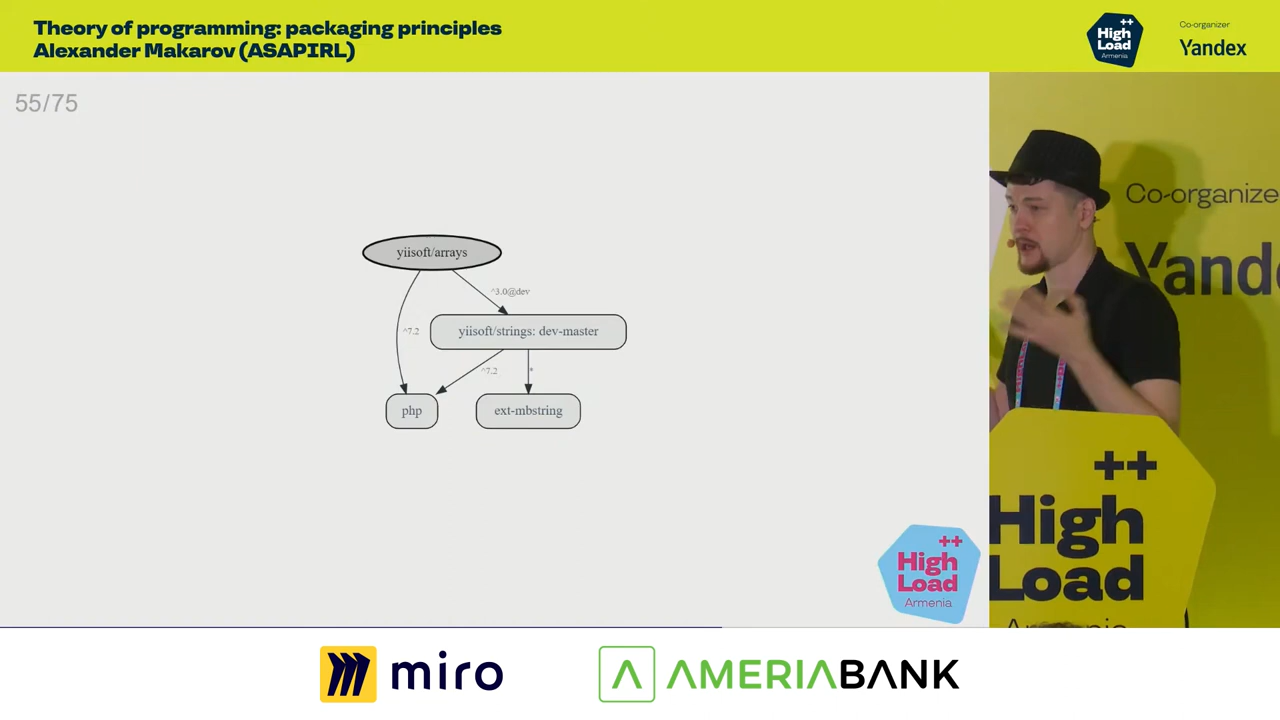 Theory of programming: packaging principles
Alexander Makarov (ASAPIRL)
++
High
Load
Armenia
Co-organizer
Yandex
55/75
yiisoft/arrays
^3.0@dev
^7.2
yiisoft/strings: dev-master
^7.2
*
php
ext-mbstring
++
High
Load
Armenia
Co-organize
Yand
++
High
Load
Armenia
miro
AMERIABANK